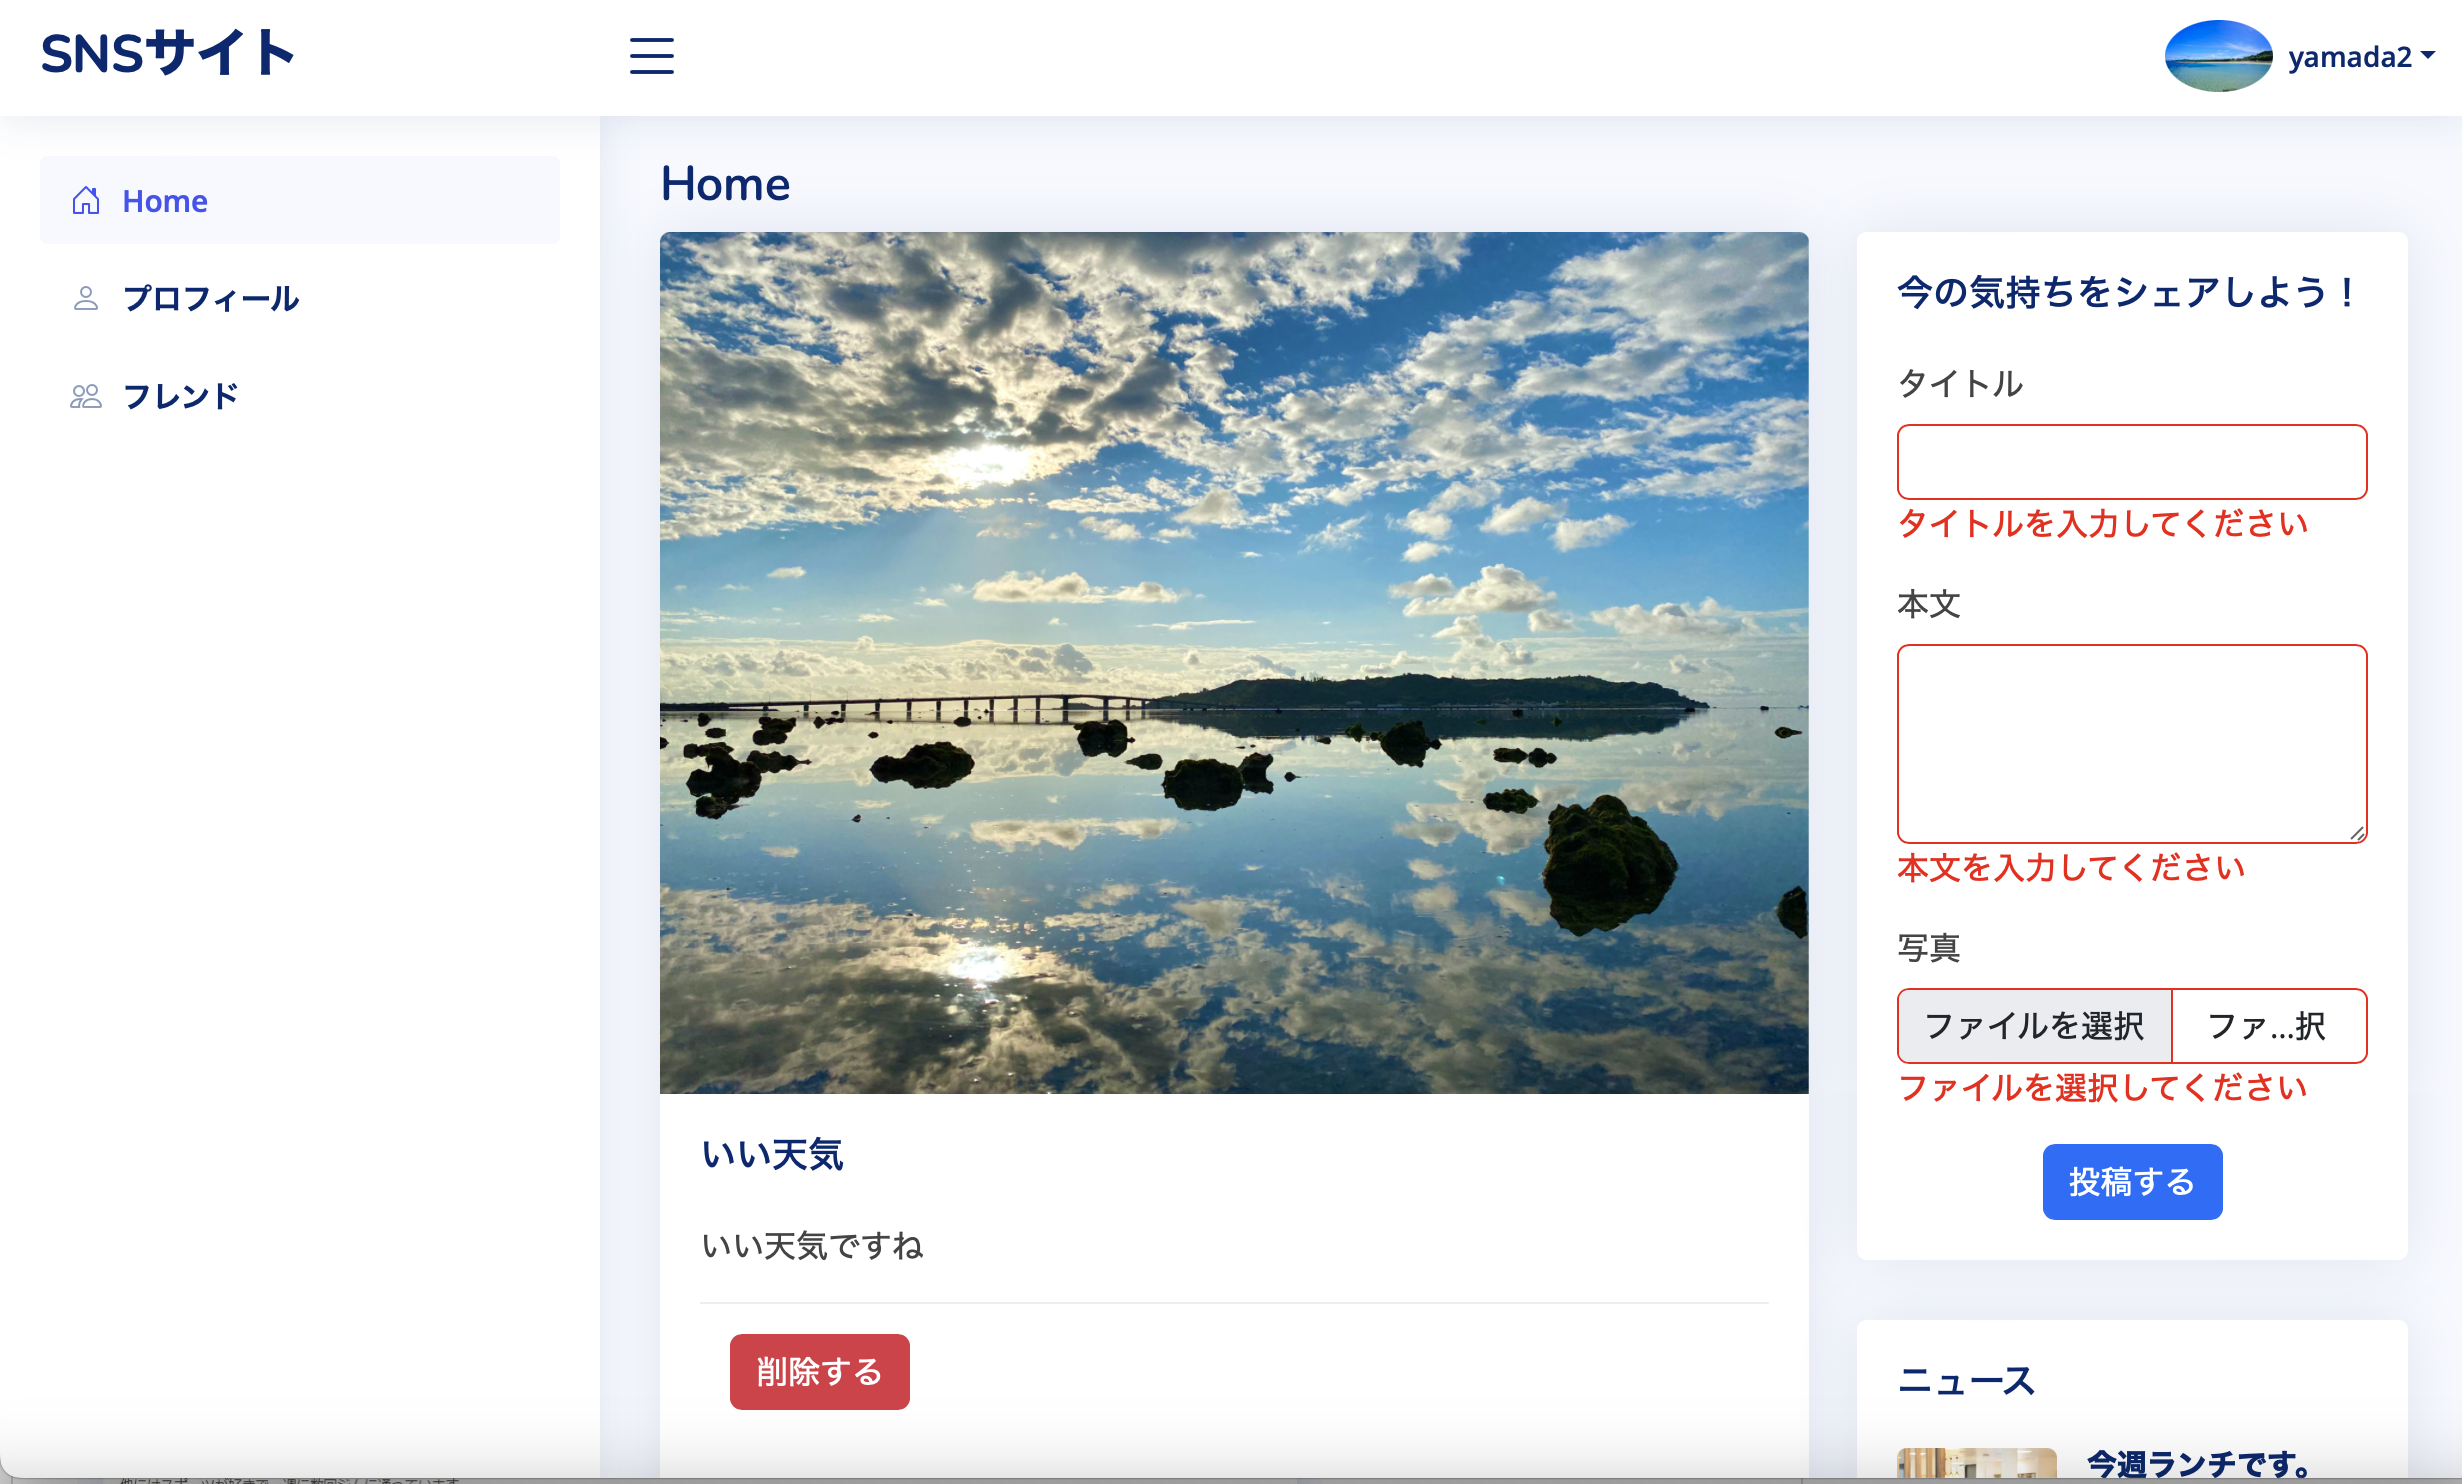 SNSサイト
yamada2
Home
プロフィール
フレンド
Home
いい天気
いい天気ですね
削除する
今の気持ちをシェアしよう！
タイトル
タイトルを入力してください
本文
本文を入力してください
写真
ファイルを選択 ファ...択
ファイルを選択してください
投稿する
ニュース
今週ランチです。